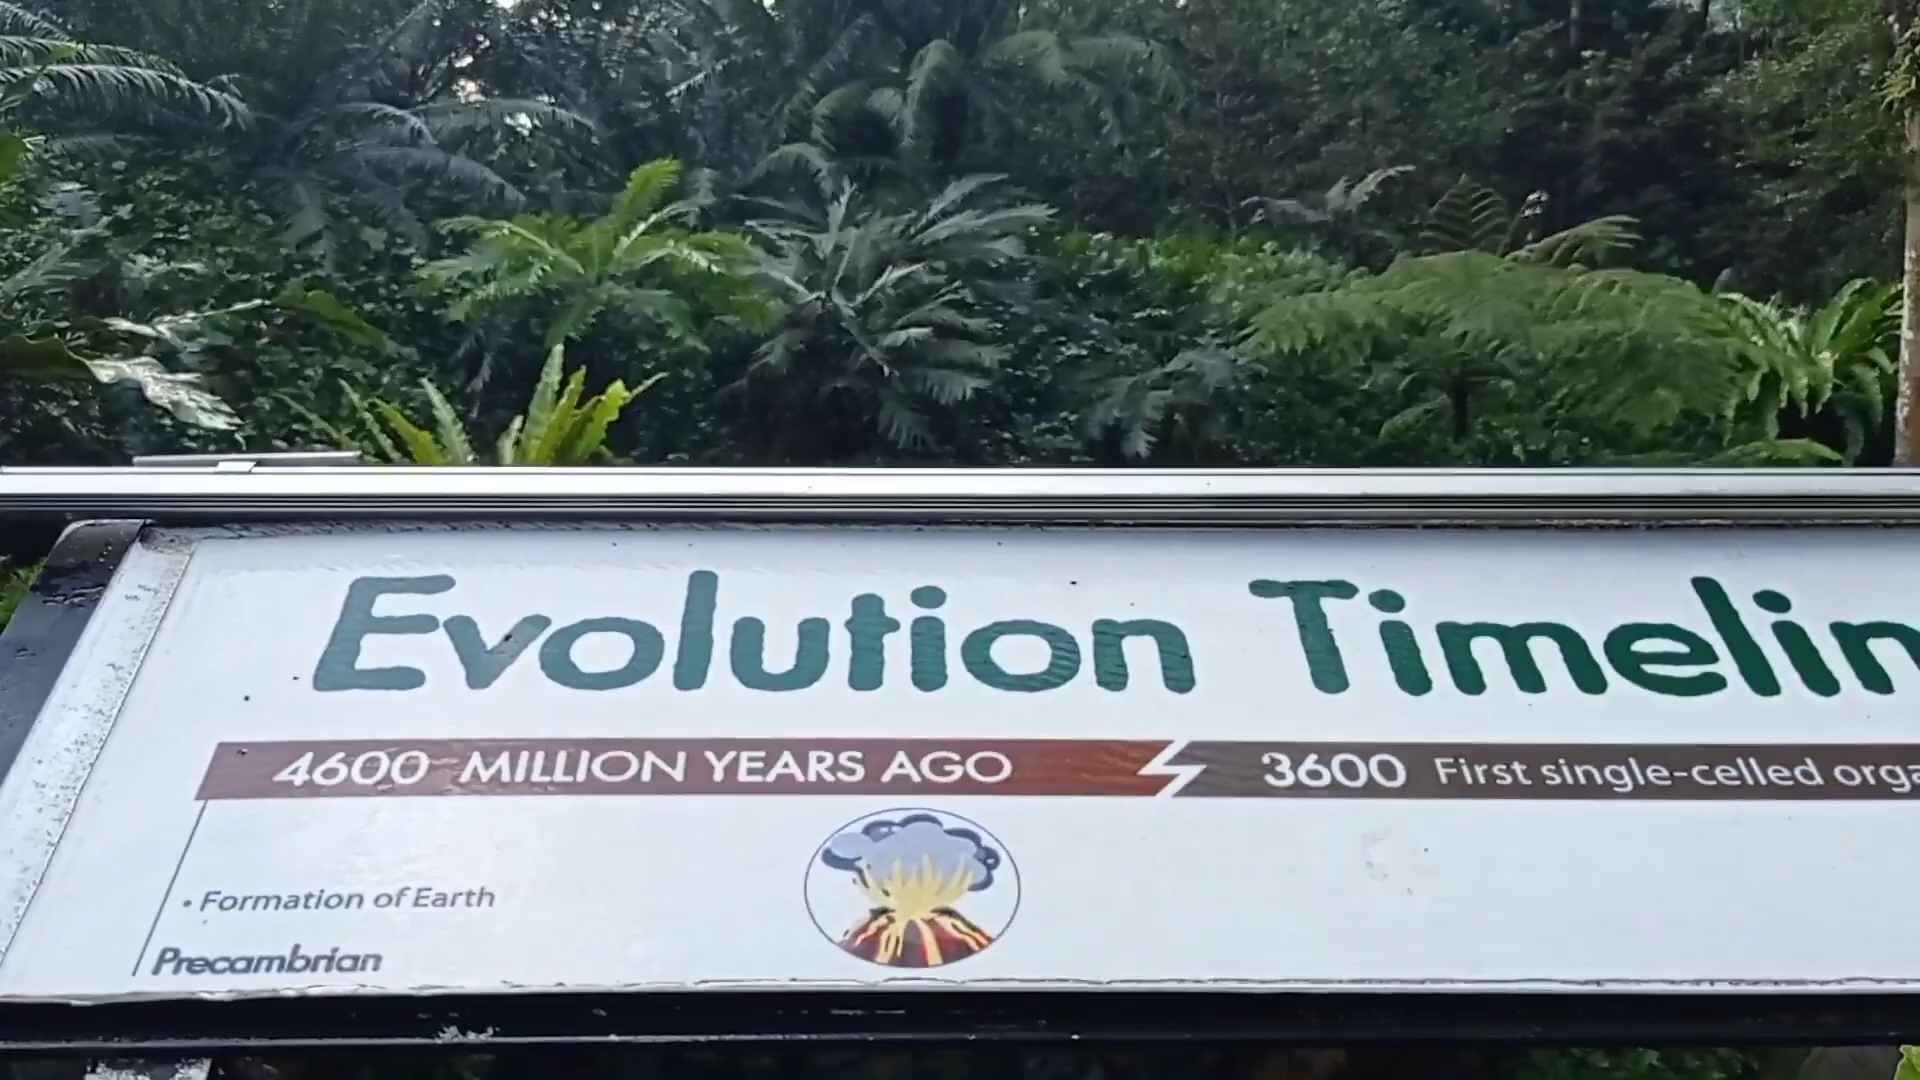 Evolution Timelin
4600 MILLION YEARS AGO
3600 First single-celled orga
• Formation of Earth
Precambrian